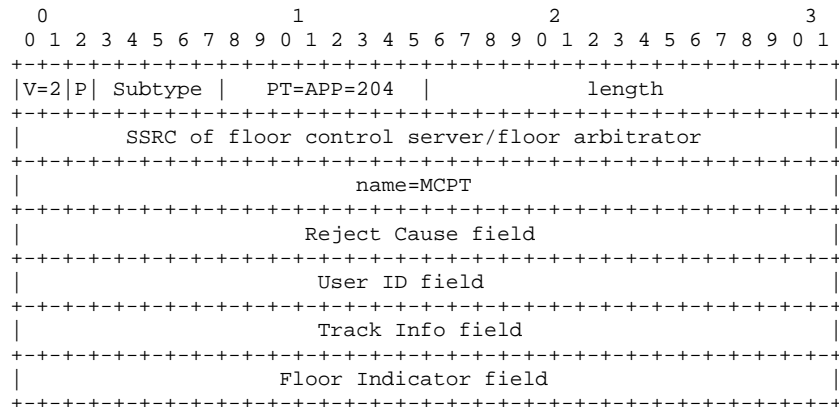 0                   1                   2                   3
0 1 2 3 4 5 6 7 8 9 0 1 2 3 4 5 6 7 8 9 0 1 2 3 4 5 6 7 8 9 0 1
+-+-+-+-+-+-+-+-+-+-+-+-+-+-+-+-+-+-+-+-+-+-+-+-+-+-+-+-+-+-+-+-+
|V=2|P| Subtype |   PT=APP=204  |            length             |
+-+-+-+-+-+-+-+-+-+-+-+-+-+-+-+-+-+-+-+-+-+-+-+-+-+-+-+-+-+-+-+-+
|        SSRC of floor control server/floor arbitrator          |
+-+-+-+-+-+-+-+-+-+-+-+-+-+-+-+-+-+-+-+-+-+-+-+-+-+-+-+-+-+-+-+-+
|                          name=MCPT                            |
+-+-+-+-+-+-+-+-+-+-+-+-+-+-+-+-+-+-+-+-+-+-+-+-+-+-+-+-+-+-+-+-+
|                      Reject Cause field                       |
+-+-+-+-+-+-+-+-+-+-+-+-+-+-+-+-+-+-+-+-+-+-+-+-+-+-+-+-+-+-+-+-+
|                       User ID field                           |
+-+-+-+-+-+-+-+-+-+-+-+-+-+-+-+-+-+-+-+-+-+-+-+-+-+-+-+-+-+-+-+-+
|                       Track Info field                        |
+-+-+-+-+-+-+-+-+-+-+-+-+-+-+-+-+-+-+-+-+-+-+-+-+-+-+-+-+-+-+-+-+
|                    Floor Indicator field                      |
+-+-+-+-+-+-+-+-+-+-+-+-+-+-+-+-+-+-+-+-+-+-+-+-+-+-+-+-+-+-+-+-+